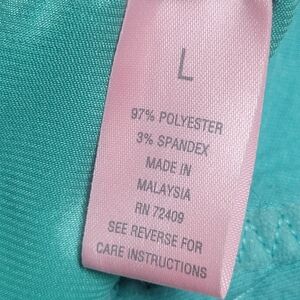 L
97% POLYESTER
3% SPANDEX
MADE IN
MALAYSIA
RN 72409
SEE REVERSE FOR
CARE INSTRUCTIONS